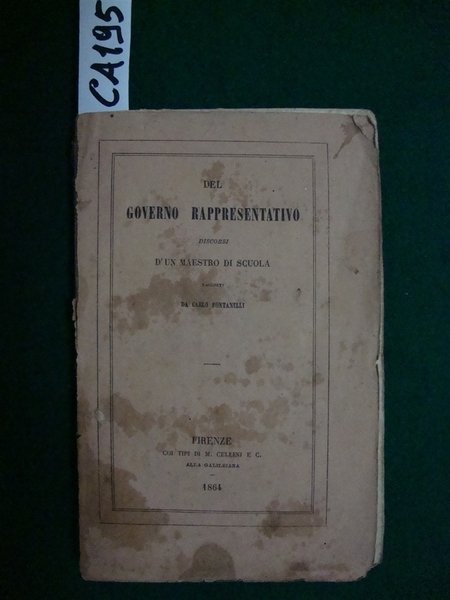 CA195
DEL
GOVERNO RAPPRESENTATIVO
DISCORSI
D'UN MAESTRO DI SCUOLA
RACCOLTI
DA CARLO FONTANELLI
FIRENZE
COI TIPI DI M. CELLINI E C.
ALLA GALILEIANA
1864